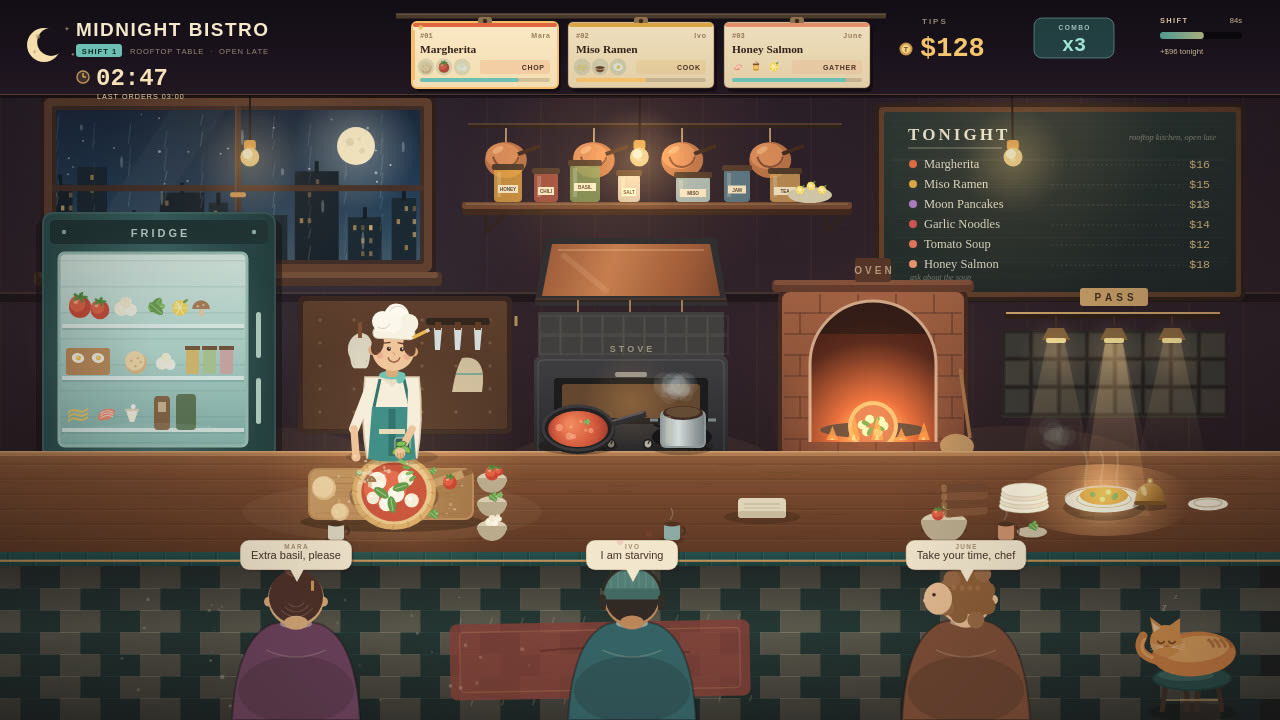 MIDNIGHT BISTRO
SHIFT 1 ROOFTOP TABLE · OPEN LATE
02:47
LAST ORDERS 03:00
#01 Mara
Margherita
CHOP
#02 Ivo
Miso Ramen
COOK
#03 June
Honey Salmon
GATHER
TIPS
$128
COMBO
x3
SHIFT 84s
+$96 tonight
HONEY
CHILI
BASIL
SALT
MISO
JAM
TEA
TONIGHT
rooftop kitchen, open late
Margherita $16
Miso Ramen $15
Moon Pancakes $13
Garlic Noodles $14
Tomato Soup $12
Honey Salmon $18
ask about the soup
FRIDGE
STOVE
OVEN
PASS
MARA
Extra basil, please
IVO
I am starving
JUNE
Take your time, chef
z
z